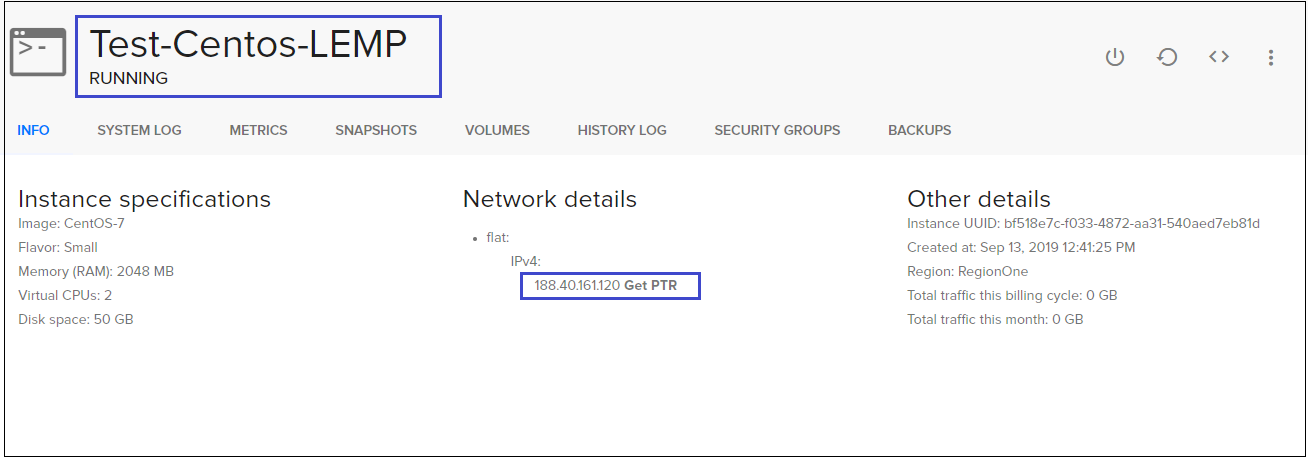 Test-Centos-LEMP
RUNNING
INFO SYSTEM LOG METRICS SNAPSHOTS VOLUMES HISTORY LOG SECURITY GROUPS BACKUPS
Instance specifications
Image: CentOS-7
Flavor: Small
Memory (RAM): 2048 MB
Virtual CPUs: 2
Disk space: 50 GB
Network details
flat:
IPv4:
188.40.161.120 Get PTR
Other details
Instance UUID: bf518e7c-f033-4872-aa31-540aed7eb81d
Created at: Sep 13, 2019 12:41:25 PM
Region: RegionOne
Total traffic this billing cycle: 0 GB
Total traffic this month: 0 GB